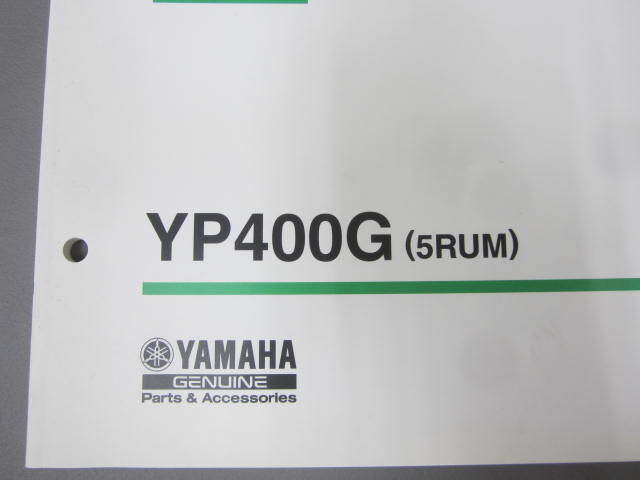 YP400G (5RUM)
YAMAHA
GENUINE
Parts & Accessories